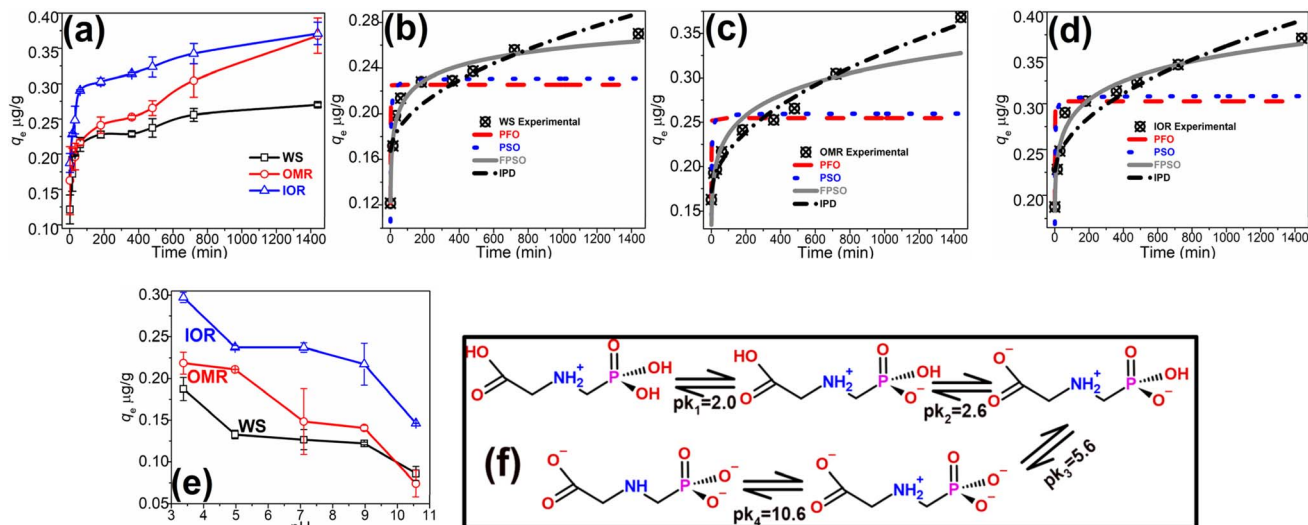 (a)
q_e µg/g
0.40
0.35
0.30
0.25
0.20
0.15
0.10
WS
OMR
IOR
0 200 400 600 800 1000 1200 1400
Time (min)
(b)
q_e µg/g
0.28
0.24
0.20
0.16
0.12
WS Experimental
PFO
PSO
FPSO
IPD
0 200 400 600 800 1000 1200 1400
Time (min)
(c)
q_e µg/g
0.35
0.30
0.25
0.20
0.15
OMR Experimental
PFO
PSO
FPSO
IPD
0 200 400 600 800 1000 1200 1400
Time (min)
(d)
q_e µg/g
0.40
0.35
0.30
0.25
0.20
IOR Experimental
PFO
PSO
FPSO
IPD
0 200 400 600 800 1000 1200 1400
Time (min)
(e)
q_e µg/g
0.30
0.25
0.20
0.15
0.10
0.05
IOR
OMR
WS
3 4 5 6 7 8 9 10 11
(f)
HO O NH2+ O P OH OH
pk1=2.0
HO O NH2+ O P OH O−
pk2=2.6
O− O NH2+ O P OH O−
pk3=5.6
O− O NH2+ O P O− O−
pk4=10.6
O− O NH O P O− O−